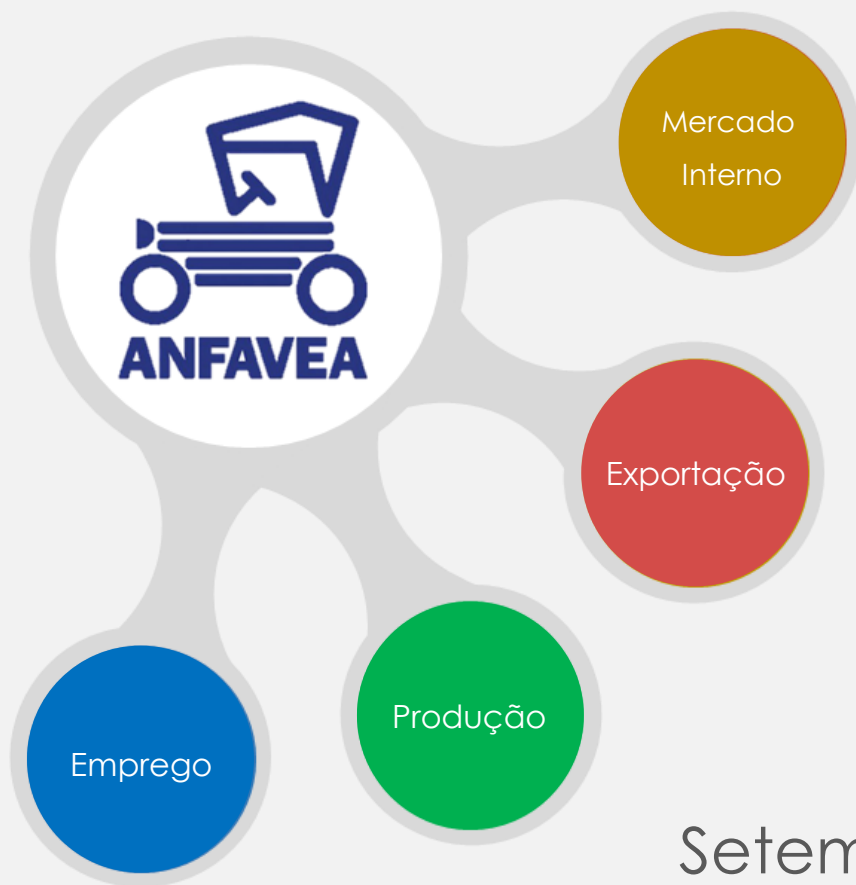 ANFAVEA
Mercado
Interno
Exportação
Produção
Emprego
Setem